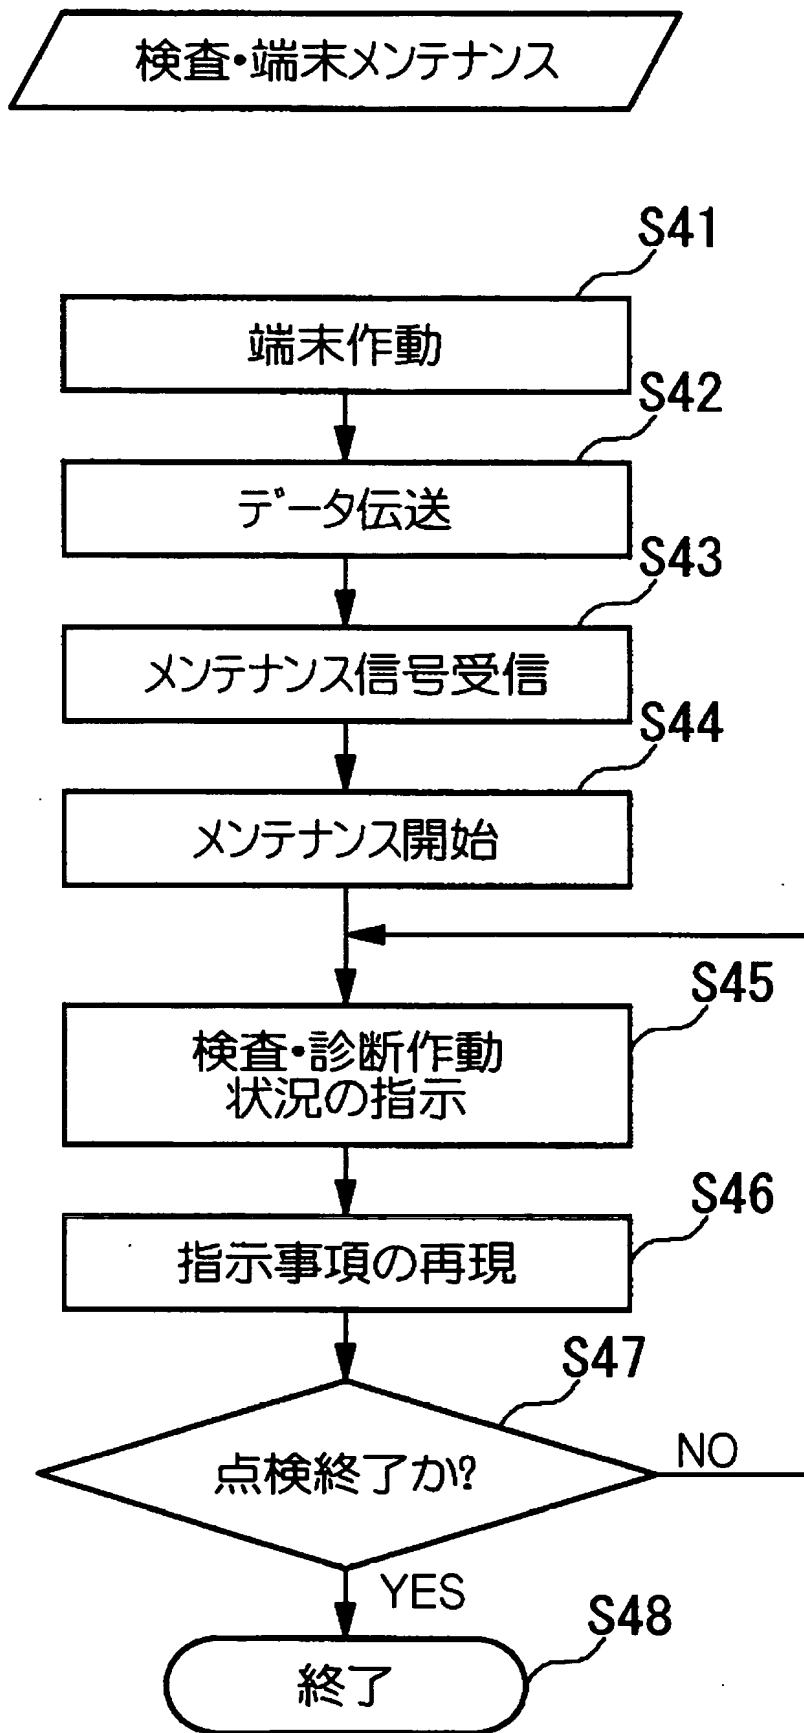 検査・端末メンテナンス
S41
端末作動
S42
データ伝送
S43
メンテナンス信号受信
S44
メンテナンス開始
S45
検査・診断作動
状況の指示
S46
指示事項の再現
S47
点検終了か?
NO
YES
S48
終了